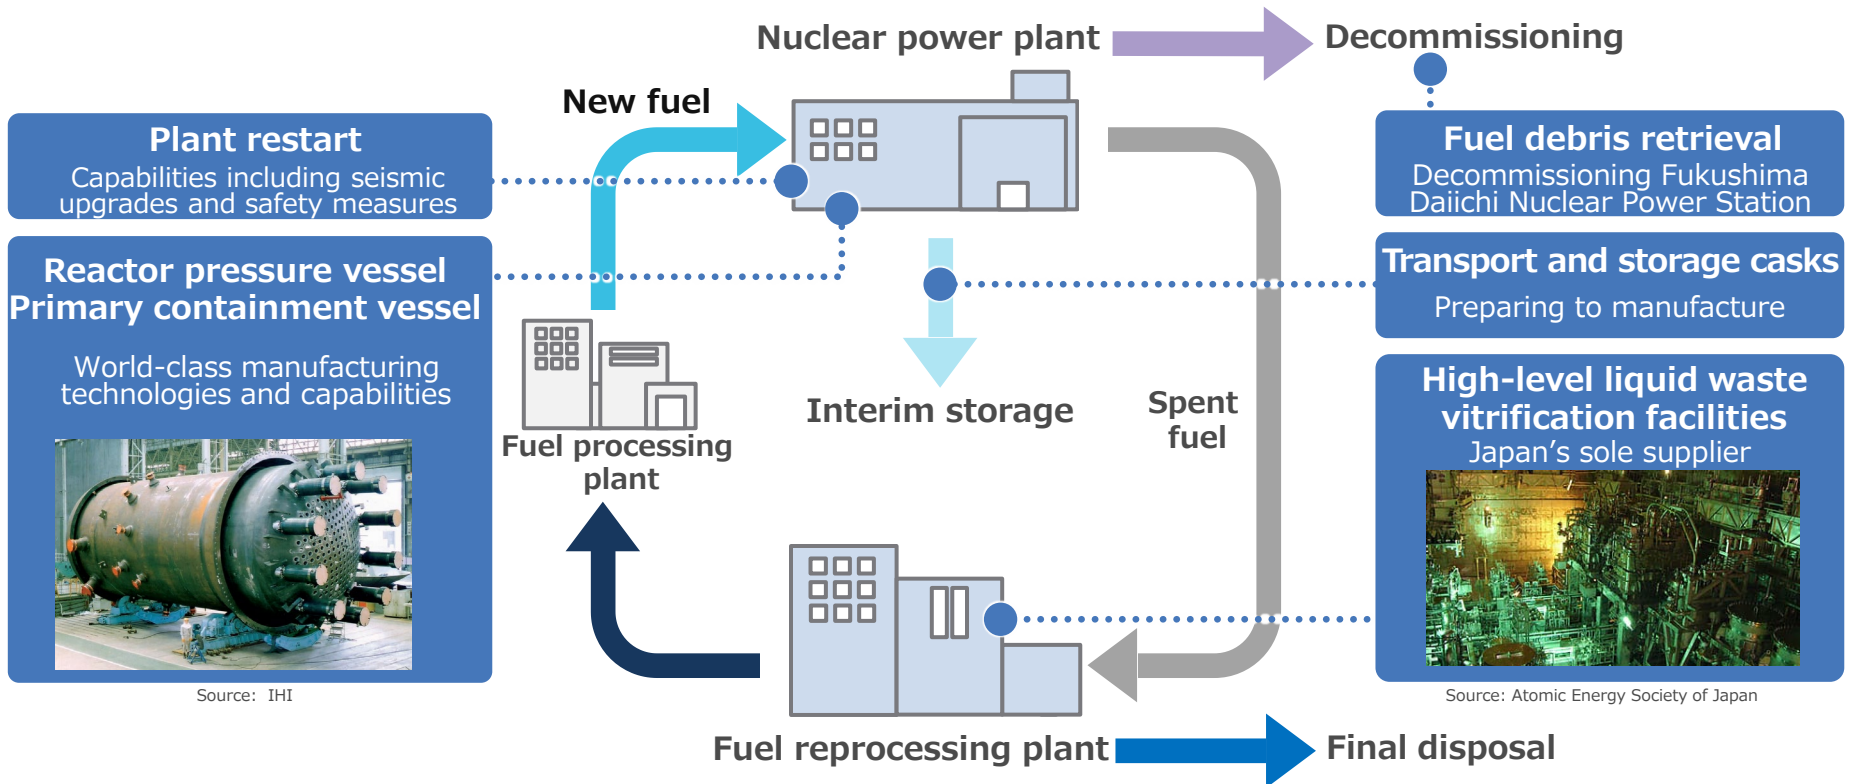 Nuclear power plant
Decommissioning
New fuel
Plant restart
Capabilities including seismic
upgrades and safety measures
Reactor pressure vessel
Primary containment vessel
World-class manufacturing
technologies and capabilities
Source: IHI
Fuel processing
plant
Interim storage
Spent
fuel
Fuel debris retrieval
Decommissioning Fukushima
Daiichi Nuclear Power Station
Transport and storage casks
Preparing to manufacture
High-level liquid waste
vitrification facilities
Japan’s sole supplier
Source: Atomic Energy Society of Japan
Fuel reprocessing plant
Final disposal